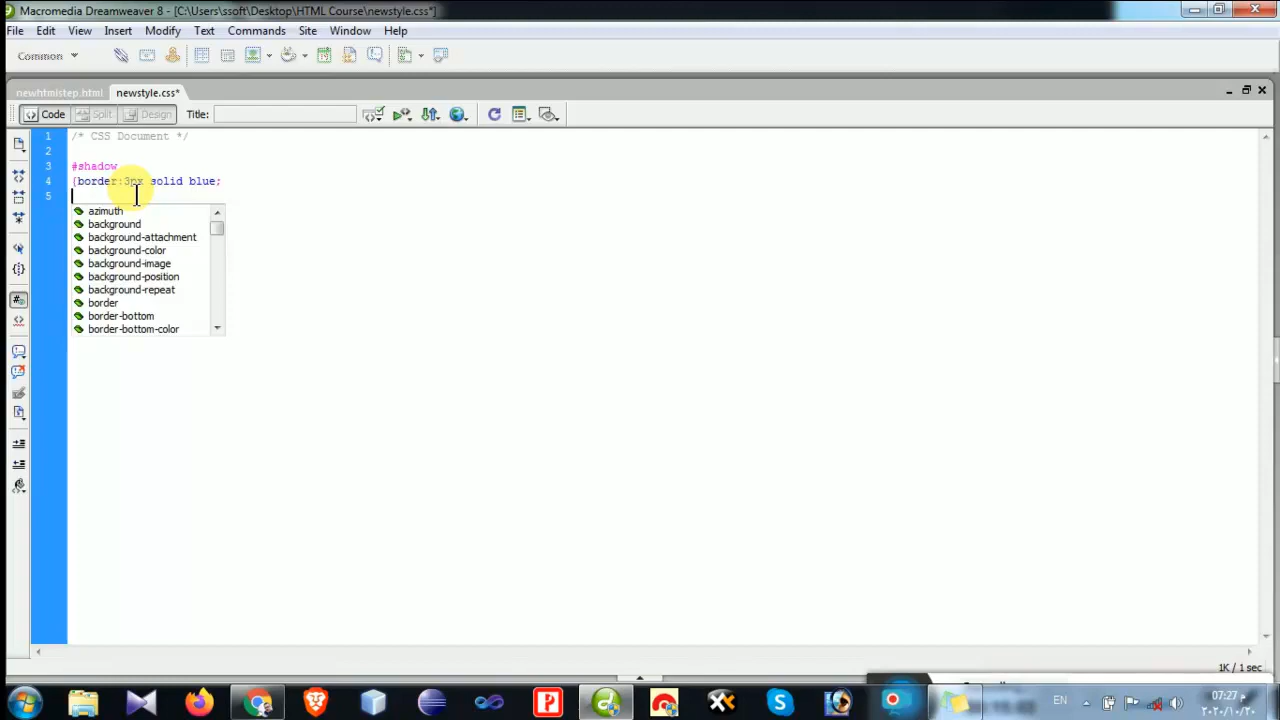 Macromedia Dreamweaver 8 - [C:\Users\ssoft\Desktop\HTML Course\newstyle.css*]
File Edit View Insert Modify Text Commands Site Window Help
Common
newhtmlstep.html newstyle.css*
Code Split Design Title:
1 /* CSS Document */
2
3 #shadow
4 {border:3px solid blue;
5
azimuth
background
background-attachment
background-color
background-image
background-position
background-repeat
border
border-bottom
border-bottom-color
1K / 1 sec
EN
07:27 م
٢٠٢٠/١٠/٢٠